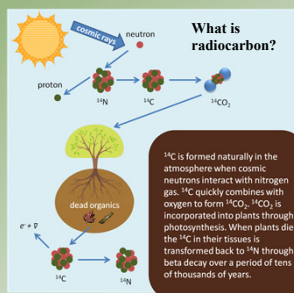 What is
radiocarbon?
cosmic rays
neutron
proton
¹⁴N
¹⁴C
¹⁴CO₂
dead organics
e⁻ + ν̅
¹⁴C
¹⁴N
¹⁴C is formed naturally in the
atmosphere when cosmic
neutrons interact with nitrogen
gas. ¹⁴C quickly combines with
oxygen to form ¹⁴CO₂. ¹⁴CO₂ is
incorporated into plants through
photosynthesis. When plants die
the ¹⁴C in their tissues is
transformed back to ¹⁴N through
beta decay over a period of tens
of thousands of years.